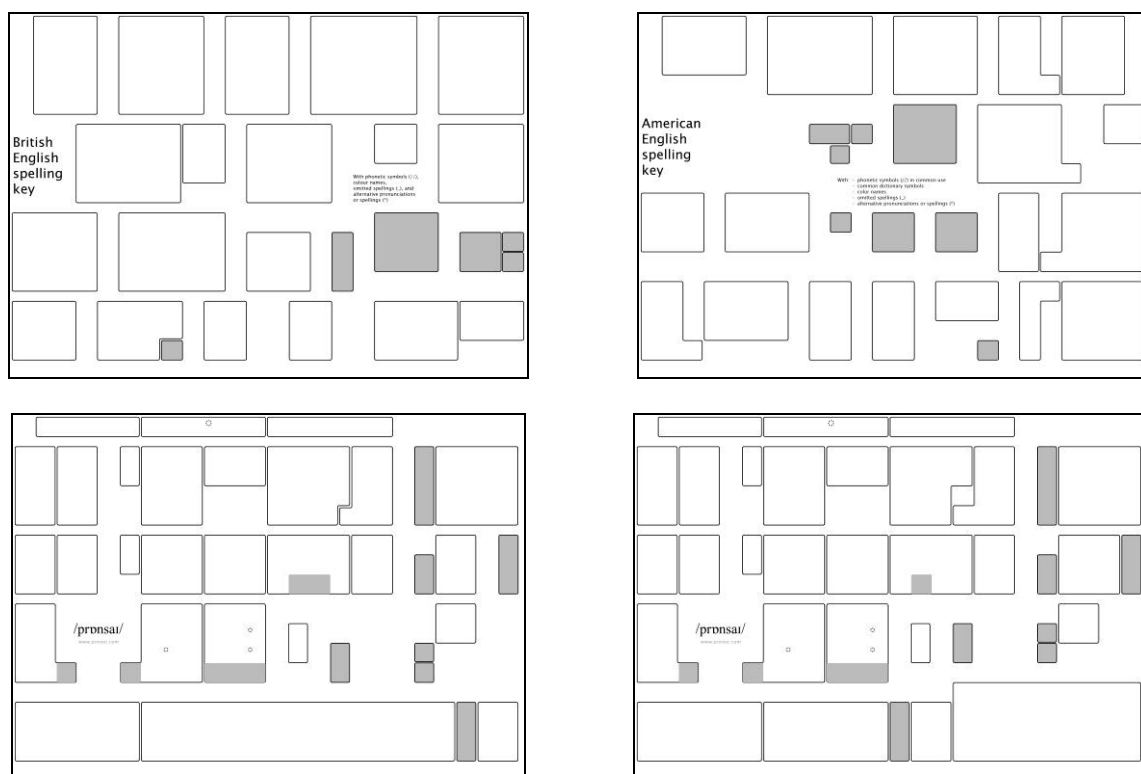 British
English
spelling
key
With phonetic symbols (/ /),
colour names,
omitted spellings (,), and
alternative pronunciations
or spellings (*)
American
English
spelling
key
With - phonetic symbols (//) in common use
- common dictionary symbols
- color names
- omitted spellings (,)
- alternative pronunciations or spellings (*)
/prɒnsaɪ/
/prɒnsaɪ/